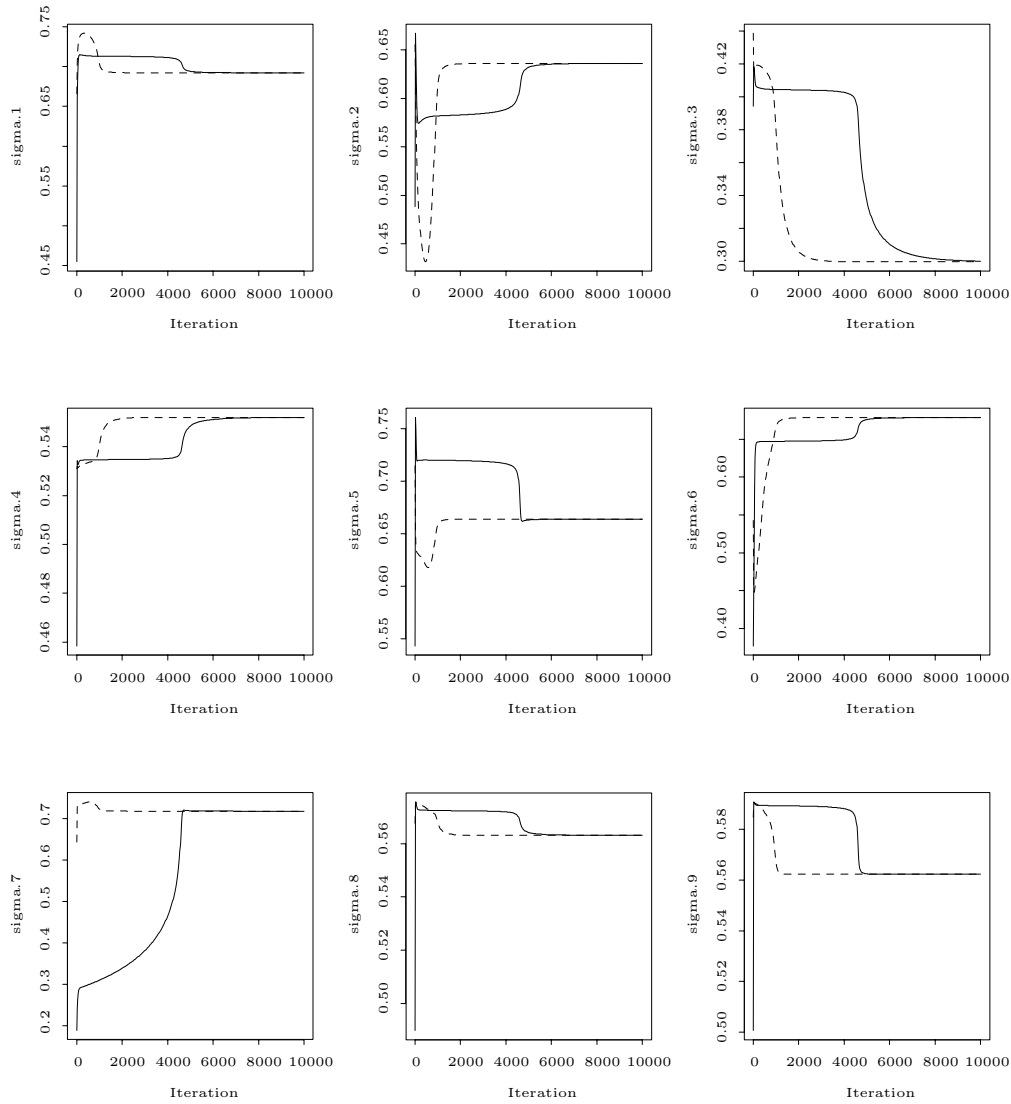 sigma.1
0.45 0.55 0.65 0.75
0 2000 4000 6000 8000 10000
Iteration
sigma.2
0.45 0.50 0.55 0.60 0.65
0 2000 4000 6000 8000 10000
Iteration
sigma.3
0.30 0.34 0.38 0.42
0 2000 4000 6000 8000 10000
Iteration
sigma.4
0.46 0.48 0.50 0.52 0.54
0 2000 4000 6000 8000 10000
Iteration
sigma.5
0.55 0.60 0.65 0.70 0.75
0 2000 4000 6000 8000 10000
Iteration
sigma.6
0.40 0.50 0.60
0 2000 4000 6000 8000 10000
Iteration
sigma.7
0.2 0.3 0.4 0.5 0.6 0.7
0 2000 4000 6000 8000 10000
Iteration
sigma.8
0.50 0.52 0.54 0.56
0 2000 4000 6000 8000 10000
Iteration
sigma.9
0.50 0.52 0.54 0.56 0.58
0 2000 4000 6000 8000 10000
Iteration